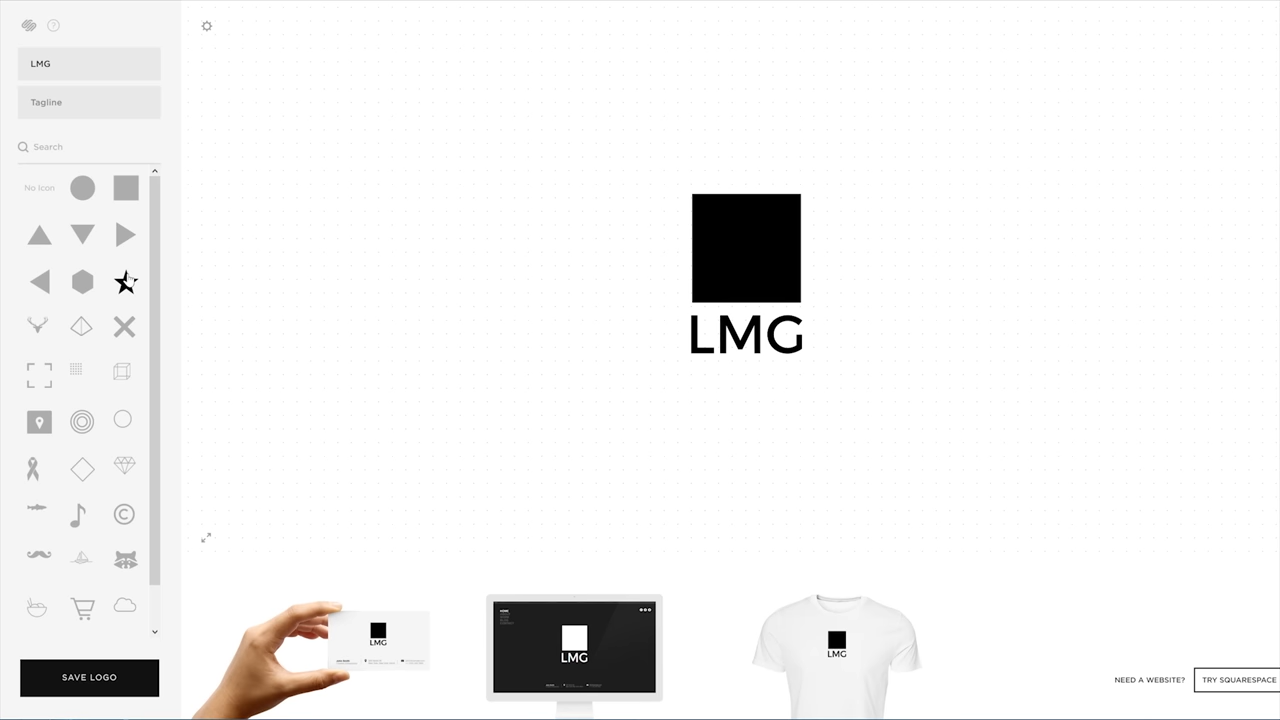 ?
LMG
Tagline
Search
No Icon
LMG
©
SAVE LOGO
LMG
LMG
LMG
NEED A WEBSITE?
TRY SQUARESPACE